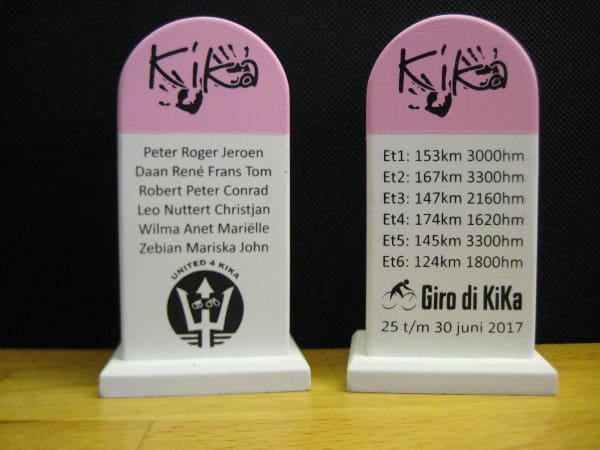 KiKa
Peter Roger Jeroen
Daan René Frans Tom
Robert Peter Conrad
Leo Nuttert Christjan
Wilma Anet Mariëlle
Zebian Mariska John
UNITED 4 KIKA
KiKa
Et1: 153km 3000hm
Et2: 167km 3300hm
Et3: 147km 2160hm
Et4: 174km 1620hm
Et5: 145km 3300hm
Et6: 124km 1800hm
Giro di KiKa
25 t/m 30 juni 2017